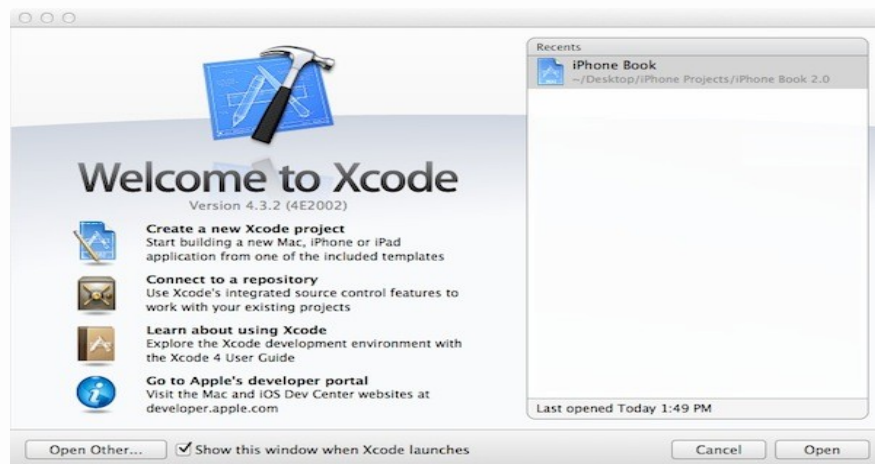 Welcome to Xcode
Version 4.3.2 (4E2002)
Create a new Xcode project
Start building a new Mac, iPhone or iPad
application from one of the included templates
Connect to a repository
Use Xcode's integrated source control features to
work with your existing projects
Learn about using Xcode
Explore the Xcode development environment with
the Xcode 4 User Guide
Go to Apple's developer portal
Visit the Mac and iOS Dev Center websites at
developer.apple.com
Recents
iPhone Book
~/Desktop/iPhone Projects/iPhone Book 2.0
Last opened Today 1:49 PM
Open Other...
Show this window when Xcode launches
Cancel
Open